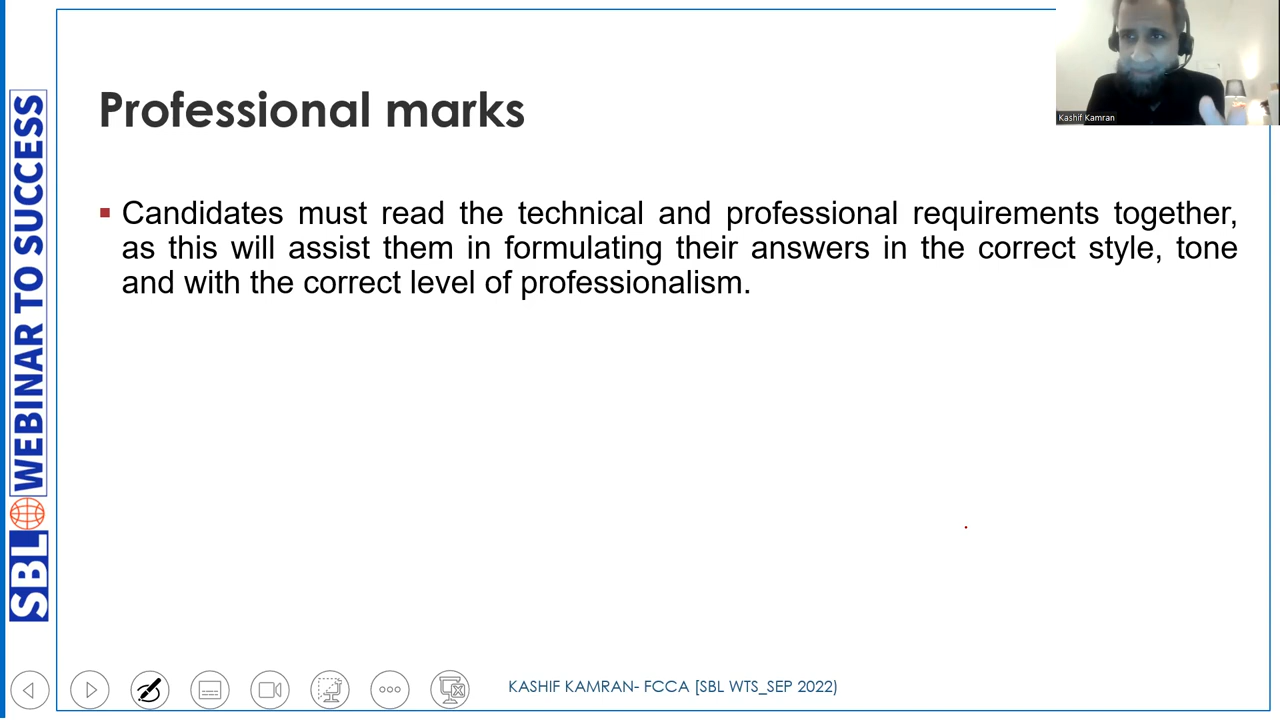 Professional marks
Candidates must read the technical and professional requirements together,
as this will assist them in formulating their answers in the correct style, tone
and with the correct level of professionalism.
Kashif Kamran
SBL WEBINAR TO SUCCESS
KASHIF KAMRAN- FCCA [SBL WTS_SEP 2022)